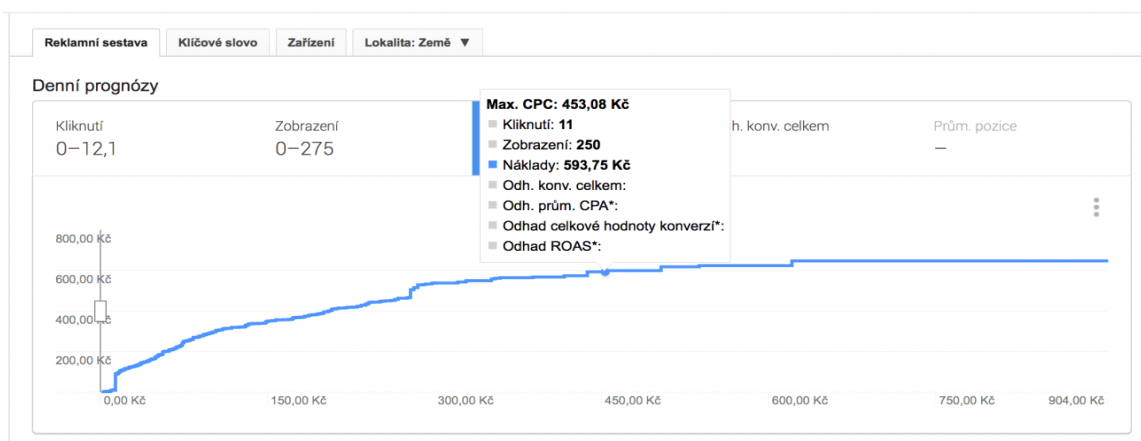 Reklamní sestava Klíčové slovo Zařízení Lokalita: Země ▼
Denní prognózy
Kliknutí Zobrazení h. konv. celkem Prům. pozice
0–12,1 0–275 —
Max. CPC: 453,08 Kč
Kliknutí: 11
Zobrazení: 250
Náklady: 593,75 Kč
Odh. konv. celkem:
Odh. prům. CPA*:
Odhad celkové hodnoty konverzí*:
Odhad ROAS*:
800,00 Kč
600,00 Kč
400,00 Kč
200,00 Kč
0,00 Kč 150,00 Kč 300,00 Kč 450,00 Kč 600,00 Kč 750,00 Kč 904,00 Kč